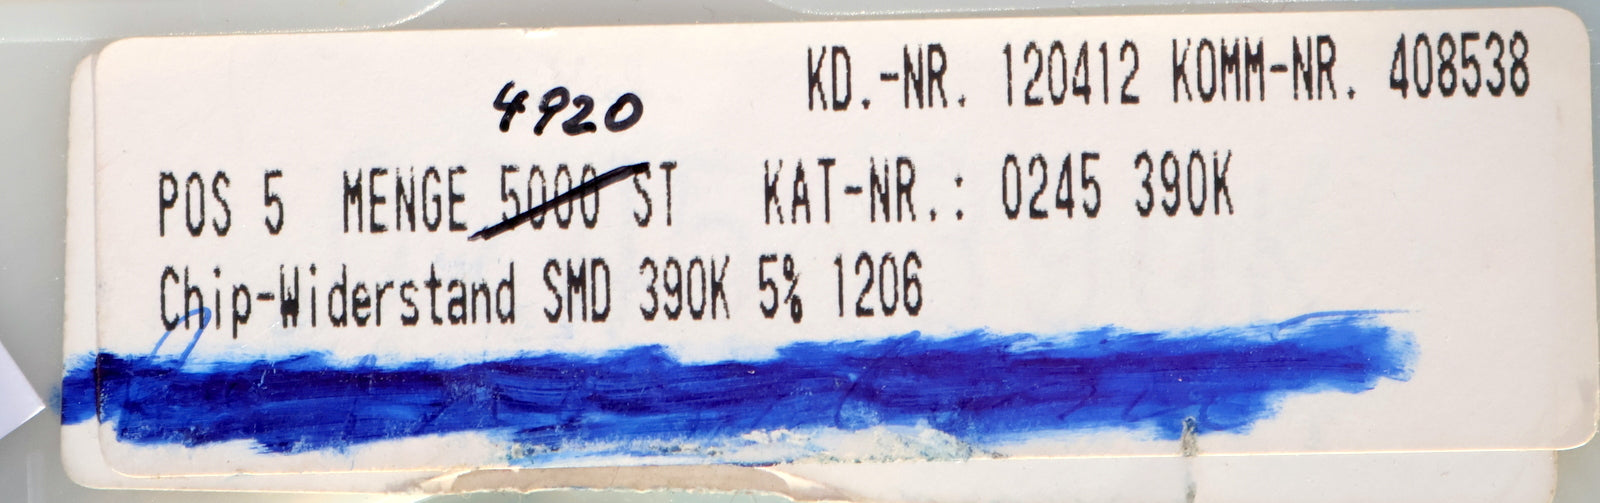 KD.-NR. 120412 KOMM-NR. 408538
4920
POS 5 MENGE 5000 ST KAT-NR.: 0245 390K
Chip-Widerstand SMD 390K 5% 1206